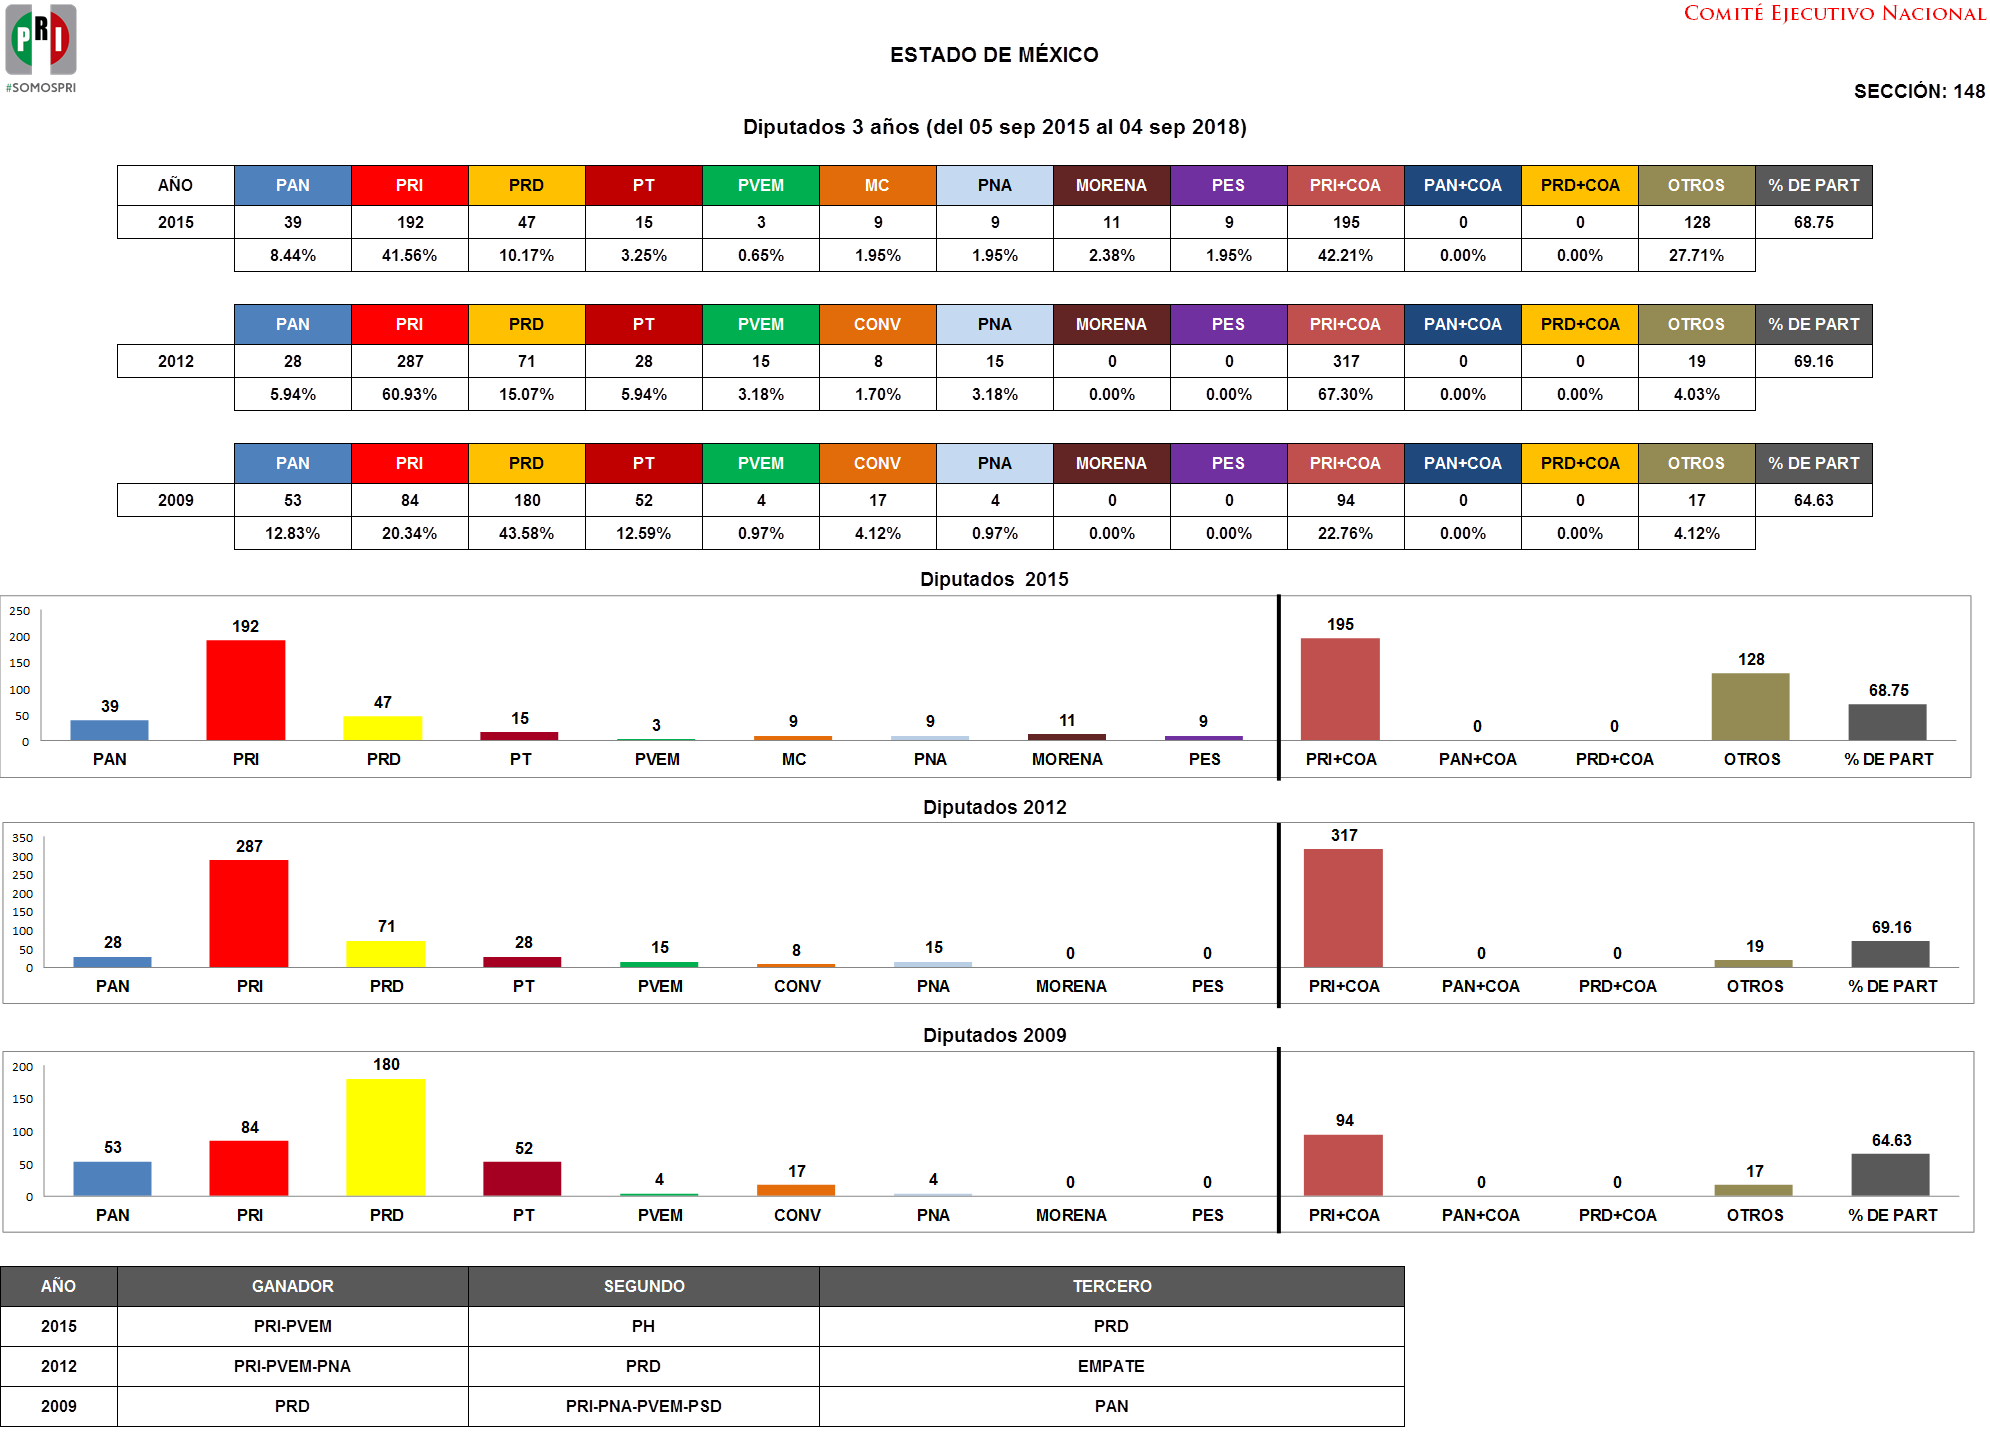 PRI
#SOMOSPRI
COMITÉ EJECUTIVO NACIONAL
ESTADO DE MÉXICO
SECCIÓN: 148
Diputados 3 años (del 05 sep 2015 al 04 sep 2018)
AÑO PAN PRI PRD PT PVEM MC PNA MORENA PES PRI+COA PAN+COA PRD+COA OTROS % DE PART
2015 39 192 47 15 3 9 9 11 9 195 0 0 128 68.75
8.44% 41.56% 10.17% 3.25% 0.65% 1.95% 1.95% 2.38% 1.95% 42.21% 0.00% 0.00% 27.71%
PAN PRI PRD PT PVEM CONV PNA MORENA PES PRI+COA PAN+COA PRD+COA OTROS % DE PART
2012 28 287 71 28 15 8 15 0 0 317 0 0 19 69.16
5.94% 60.93% 15.07% 5.94% 3.18% 1.70% 3.18% 0.00% 0.00% 67.30% 0.00% 0.00% 4.03%
PAN PRI PRD PT PVEM CONV PNA MORENA PES PRI+COA PAN+COA PRD+COA OTROS % DE PART
2009 53 84 180 52 4 17 4 0 0 94 0 0 17 64.63
12.83% 20.34% 43.58% 12.59% 0.97% 4.12% 0.97% 0.00% 0.00% 22.76% 0.00% 0.00% 4.12%
Diputados 2015
250
200
150
100
50
0
39 192 47 15 3 9 9 11 9 195 0 0 128 68.75
PAN PRI PRD PT PVEM MC PNA MORENA PES PRI+COA PAN+COA PRD+COA OTROS % DE PART
Diputados 2012
350
300
250
200
150
100
50
0
28 287 71 28 15 8 15 0 0 317 0 0 19 69.16
PAN PRI PRD PT PVEM CONV PNA MORENA PES PRI+COA PAN+COA PRD+COA OTROS % DE PART
Diputados 2009
200
150
100
50
0
53 84 180 52 4 17 4 0 0 94 0 0 17 64.63
PAN PRI PRD PT PVEM CONV PNA MORENA PES PRI+COA PAN+COA PRD+COA OTROS % DE PART
AÑO GANADOR SEGUNDO TERCERO
2015 PRI-PVEM PH PRD
2012 PRI-PVEM-PNA PRD EMPATE
2009 PRD PRI-PNA-PVEM-PSD PAN